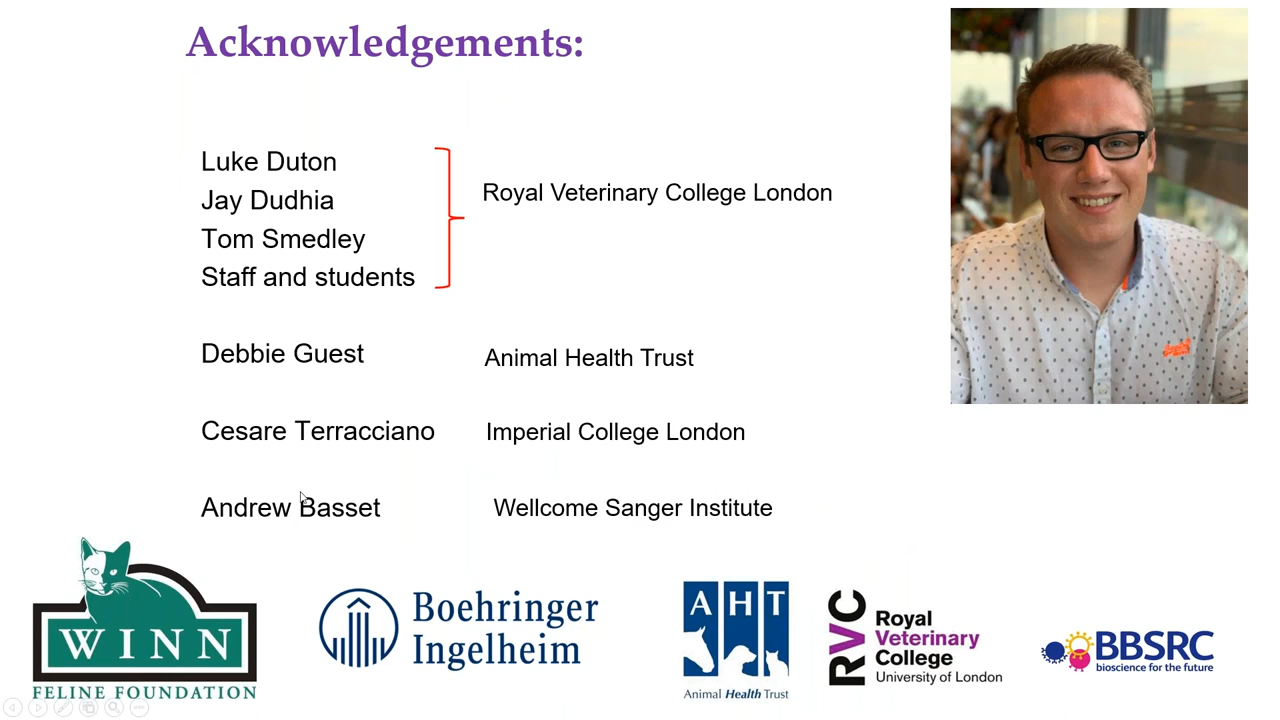 Acknowledgements:
Luke Duton
Jay Dudhia
Tom Smedley
Staff and students
Royal Veterinary College London
Debbie Guest
Animal Health Trust
Cesare Terracciano
Imperial College London
Andrew Basset
Wellcome Sanger Institute
WINN
FELINE FOUNDATION
Boehringer
Ingelheim
AHT
Animal Health Trust
RVC
Royal
Veterinary
College
University of London
BBSRC
bioscience for the future